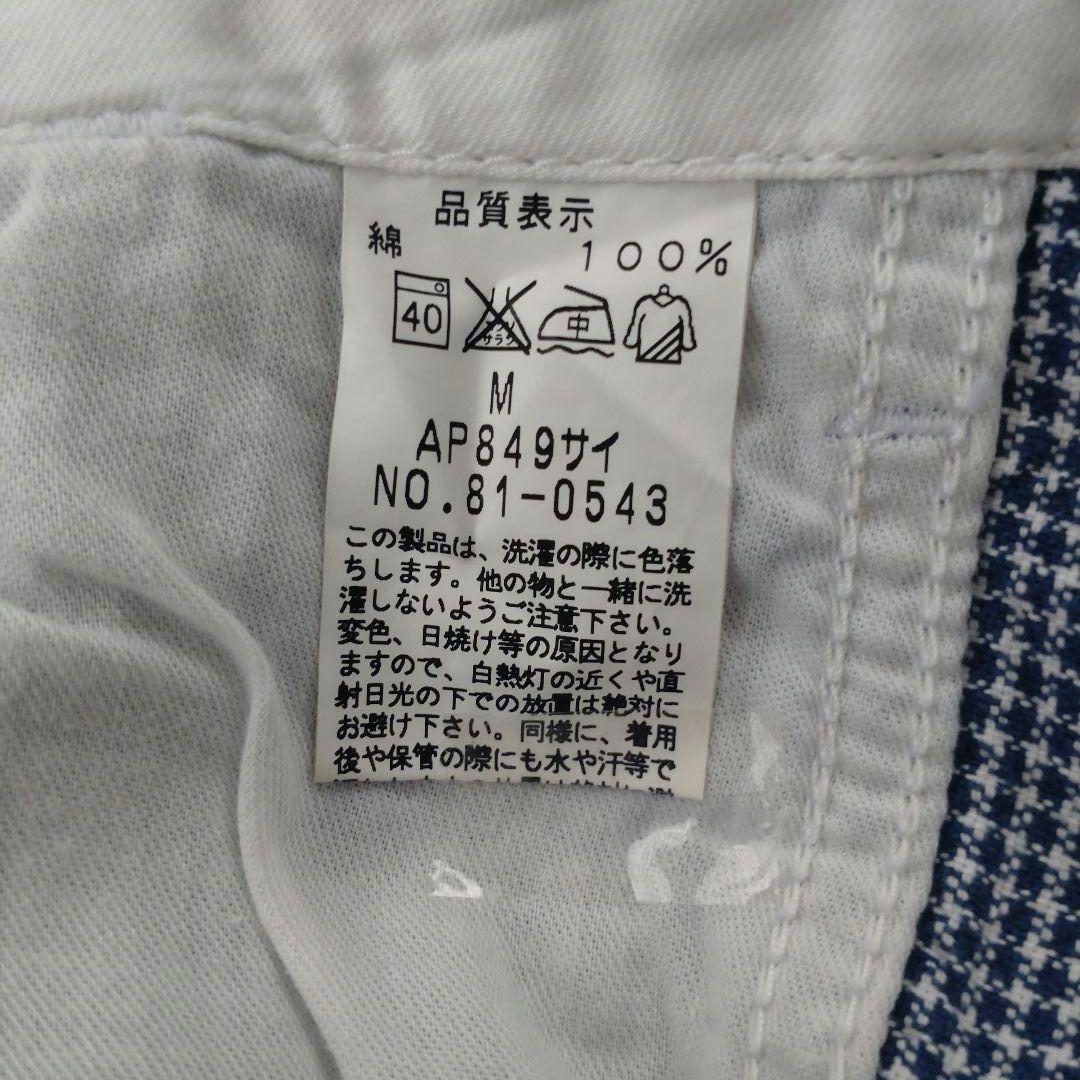 品質表示
綿 100%
40 エンソサラシ 中
M
AP849サイ
NO.81-0543
この製品は、洗濯の際に色落
ちします。他の物と一緒に洗
濯しないようご注意下さい。
変色、日焼け等の原因となり
ますので、白熱灯の近くや直
射日光の下での放置は絶対に
お避け下さい。同様に、着用
後や保管の際にも水や汗等で